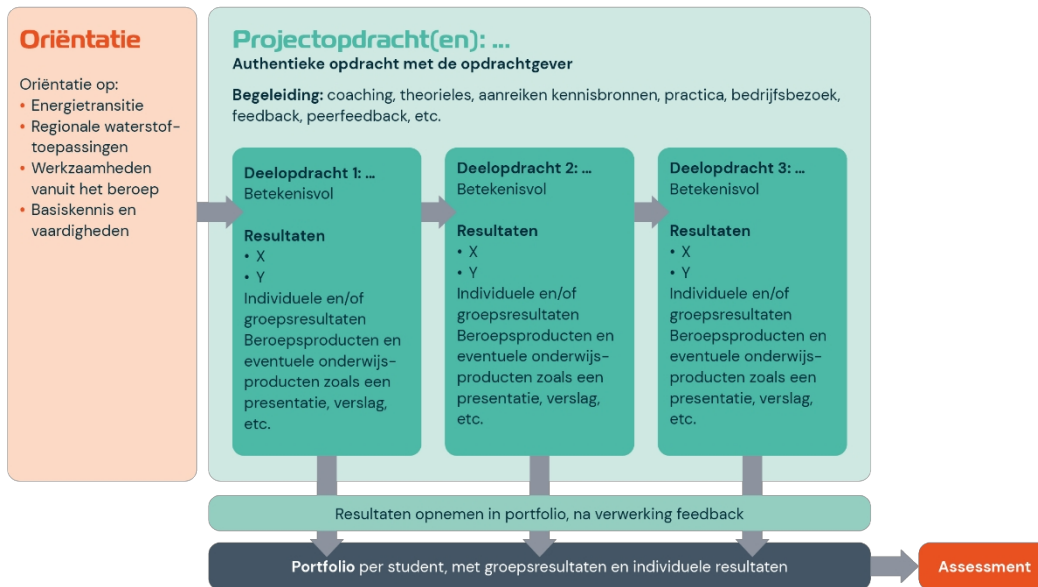 Oriëntatie
Oriëntatie op:
• Energietransitie
• Regionale waterstof-
toepassingen
• Werkzaamheden
vanuit het beroep
• Basiskennis en
vaardigheden
Projectopdracht(en): ...
Authentieke opdracht met de opdrachtgever
Begeleiding: coaching, theorieles, aanreiken kennisbronnen, practica, bedrijfsbezoek,
feedback, peerfeedback, etc.
Deelopdracht 1: ...
Betekenisvol
Resultaten
• X
• Y
Individuele en/of
groepsresultaten
Beroepsproducten en
eventuele onderwijs-
producten zoals een
presentatie, verslag,
etc.
Deelopdracht 2: ...
Betekenisvol
Resultaten
• X
• Y
Individuele en/of
groepsresultaten
Beroepsproducten en
eventuele onderwijs-
producten zoals een
presentatie, verslag,
etc.
Deelopdracht 3: ...
Betekenisvol
Resultaten
• X
• Y
Individuele en/of
groepsresultaten
Beroepsproducten en
eventuele onderwijs-
producten zoals een
presentatie, verslag,
etc.
Resultaten opnemen in portfolio, na verwerking feedback
Portfolio per student, met groepsresultaten en individuele resultaten
Assessment